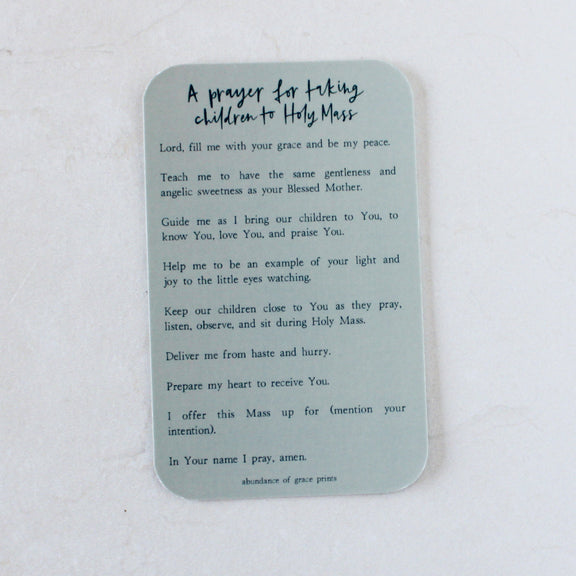 A prayer for taking
children to Holy Mass
Lord, fill me with your grace and be my peace.
Teach me to have the same gentleness and
angelic sweetness as your Blessed Mother.
Guide me as I bring our children to You, to
know You, love You, and praise You.
Help me to be an example of your light and
joy to the little eyes watching.
Keep our children close to You as they pray,
listen, observe, and sit during Holy Mass.
Deliver me from haste and hurry.
Prepare my heart to receive You.
I offer this Mass up for (mention your
intention).
In Your name I pray, amen.
abundance of grace prints